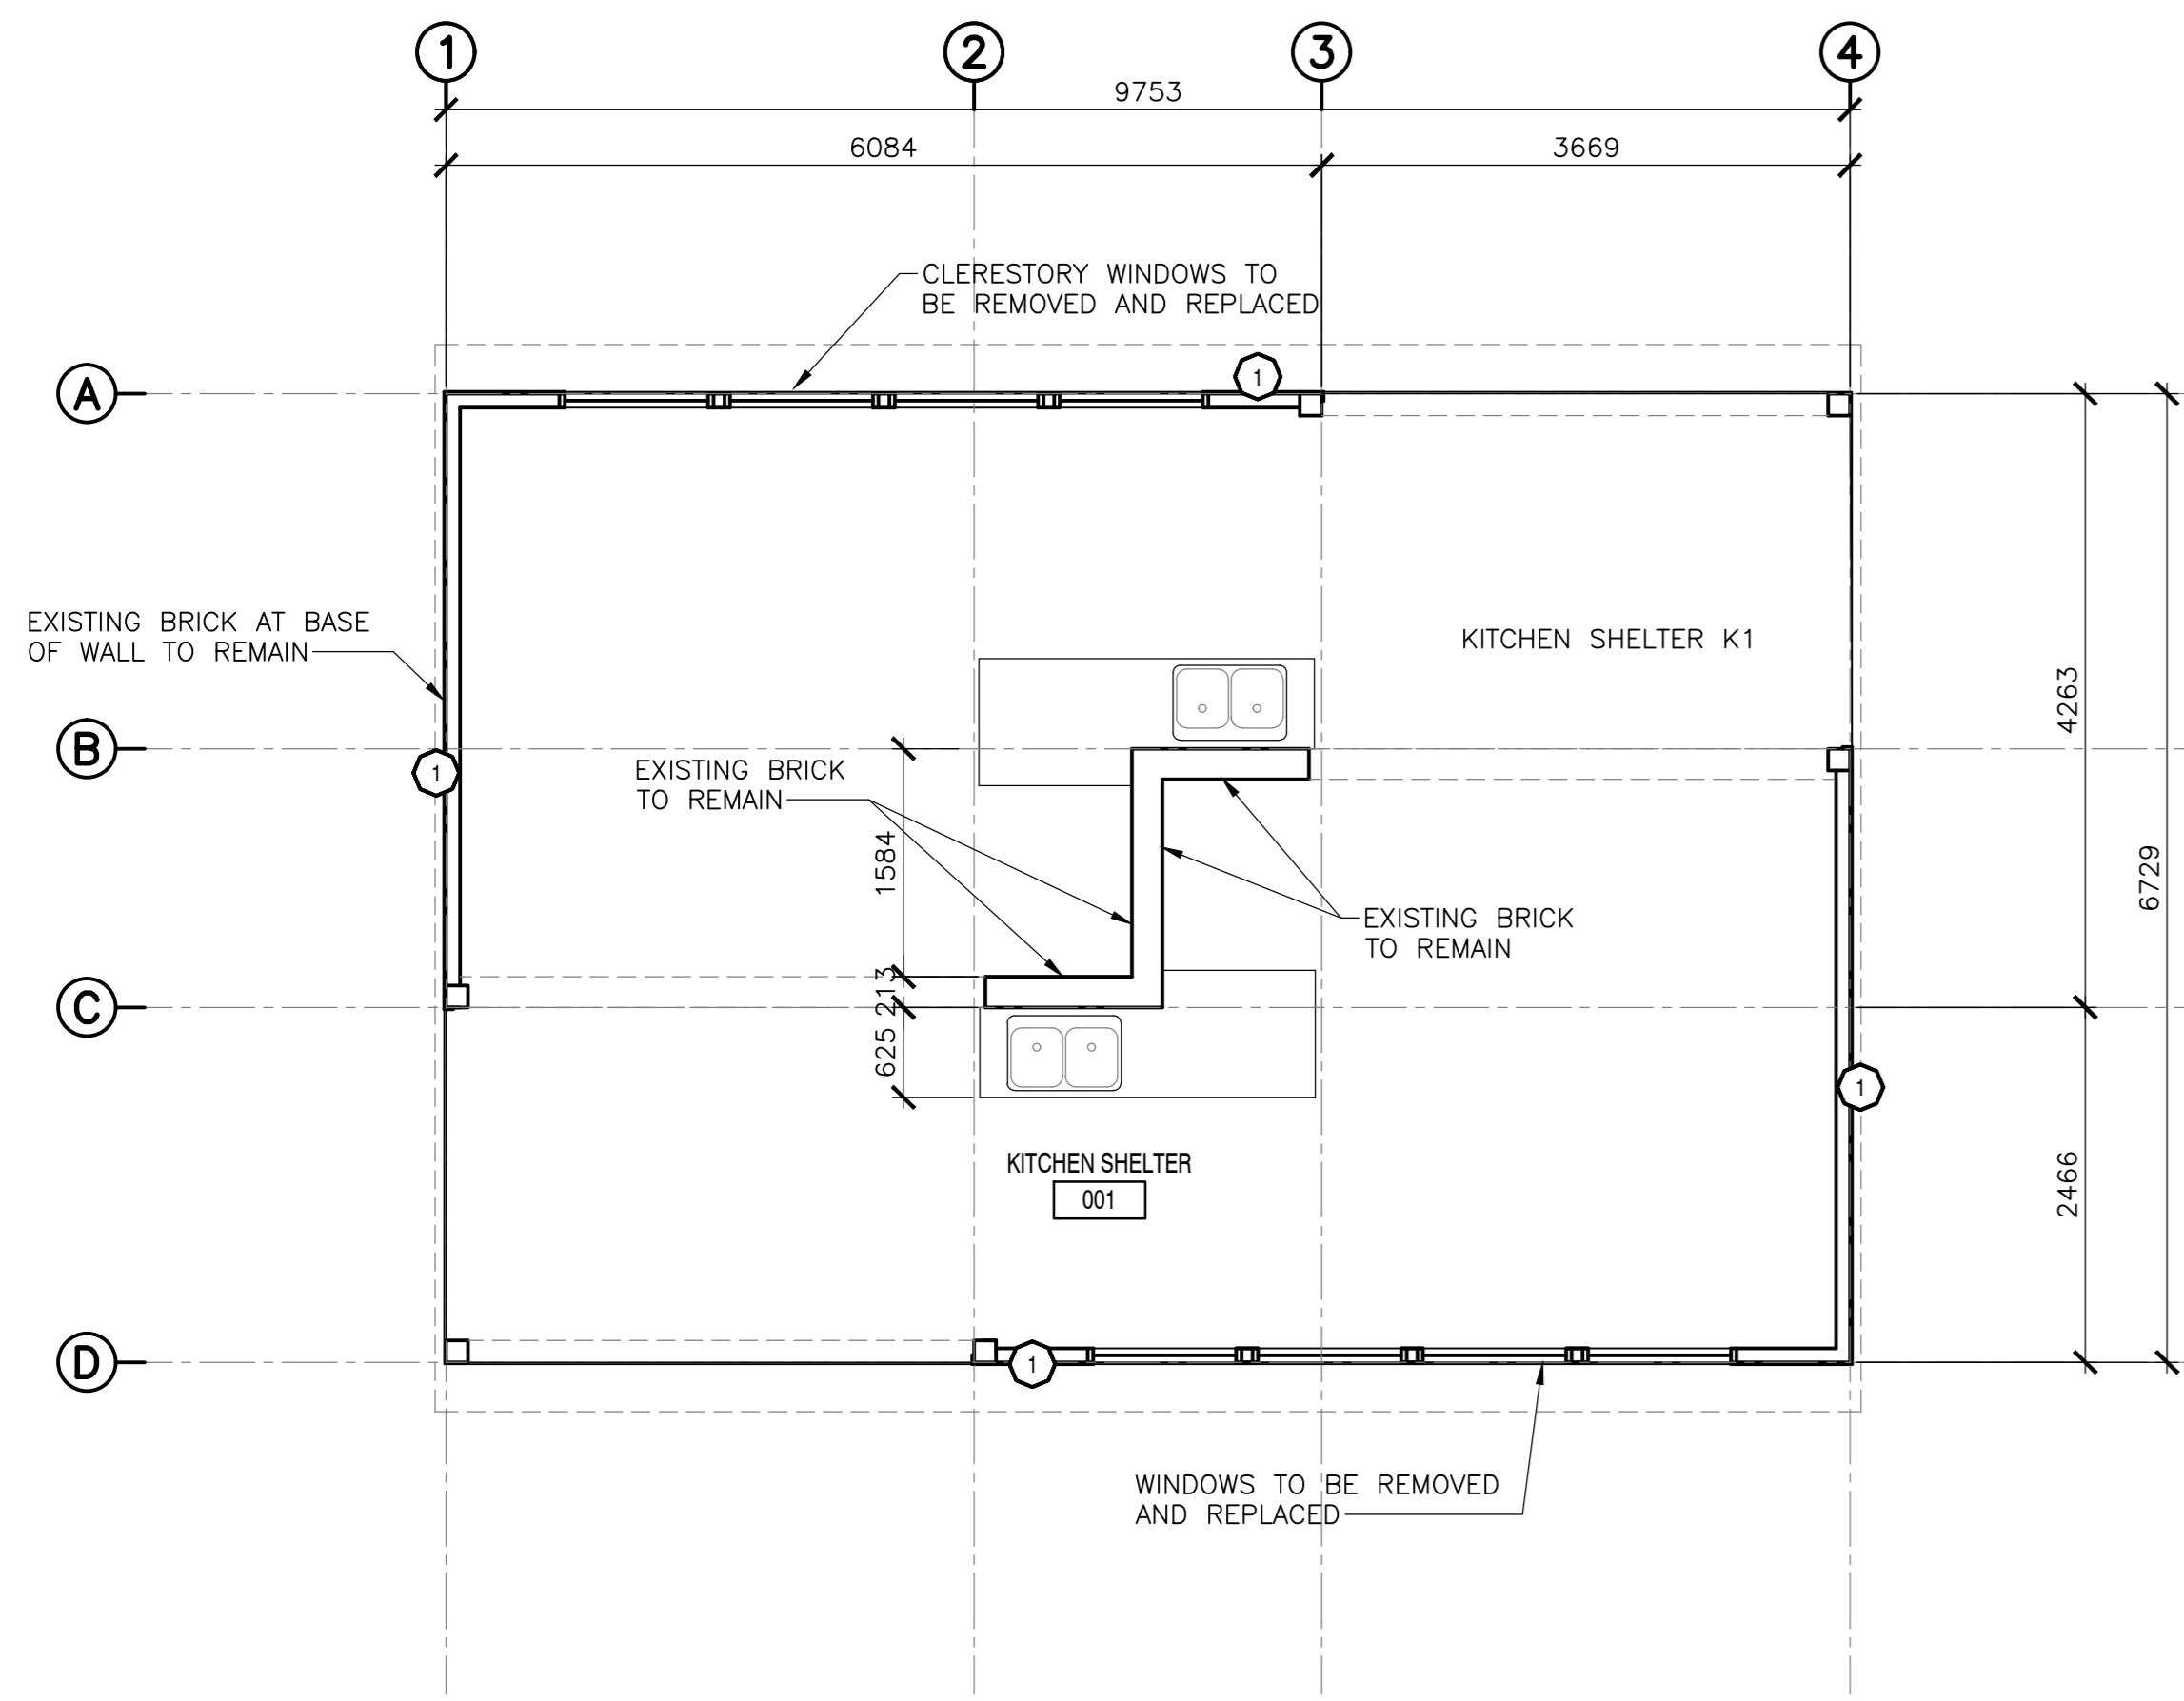 1
2
3
4
9753
6084
3669
CLERESTORY WINDOWS TO
BE REMOVED AND REPLACED
A
1
EXISTING BRICK AT BASE
OF WALL TO REMAIN
KITCHEN SHELTER K1
4263
B
1
EXISTING BRICK
TO REMAIN
1584
6729
EXISTING BRICK
TO REMAIN
213
C
625
1
KITCHEN SHELTER
001
2466
D
1
WINDOWS TO BE REMOVED
AND REPLACED